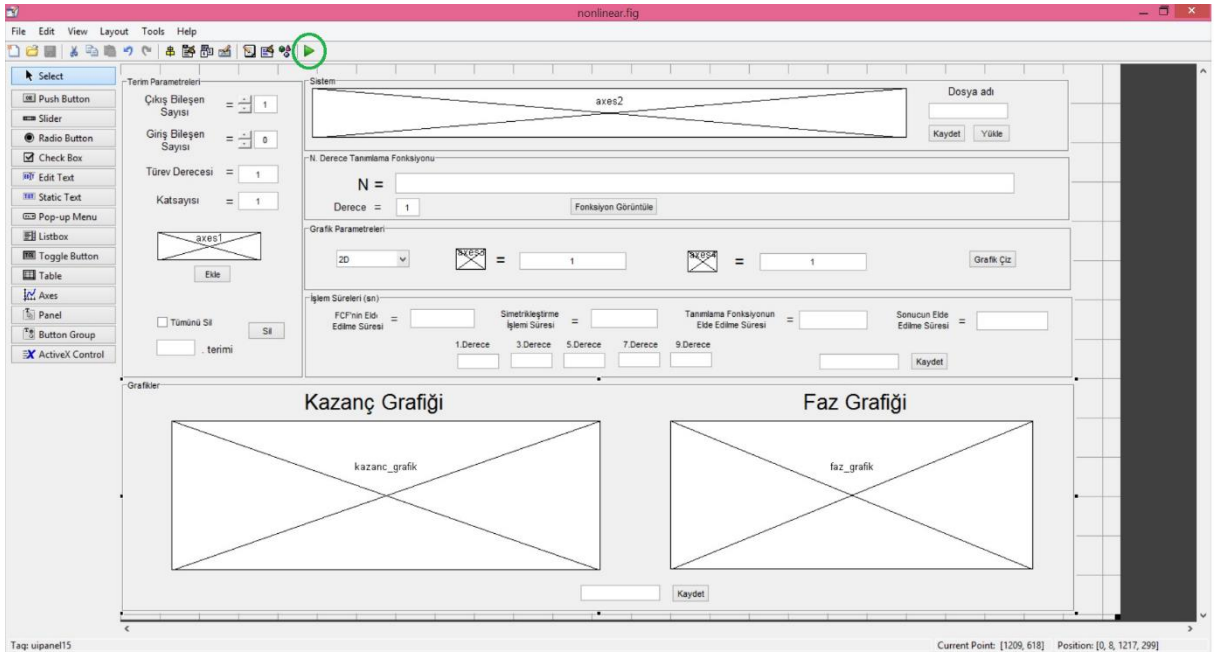 nonlinear.fig
File Edit View Layout Tools Help
Select
Push Button
Slider
Radio Button
Check Box
Edit Text
Static Text
Pop-up Menu
Listbox
Toggle Button
Table
Axes
Panel
Button Group
ActiveX Control
Terim Parametreleri
Çıkış Bileşen
Sayısı
= 1
Giriş Bileşen
Sayısı
= 0
Türev Derecesi = 1
Katsayısı = 1
axes1
Ekle
Tümünü Sil
Sil
. terimi
Sistem
axes2
Dosya adı
Kaydet Yükle
N. Derece Tanımlama Fonksiyonu
N =
Derece = 1
Fonksiyon Görüntüle
Grafik Parametreleri
2D
axes3 = 1
axes4 = 1
Grafik Çiz
İşlem Süreleri (sn)
FCF'nin Eldı
Edilme Süresi
=
Simetrikleştirme
İşlemi Süresi
=
Tanımlama Fonksiyonun
Elde Edilme Süresi
=
Sonucun Elde
Edilme Süresi
=
1.Derece 3.Derece 5.Derece 7.Derece 9.Derece
Kaydet
Grafikler
Kazanç Grafiği
Faz Grafiği
kazanc_grafik
faz_grafik
Kaydet
Tag: uipanel15
Current Point: [1209, 618] Position: [0, 8, 1217, 299]